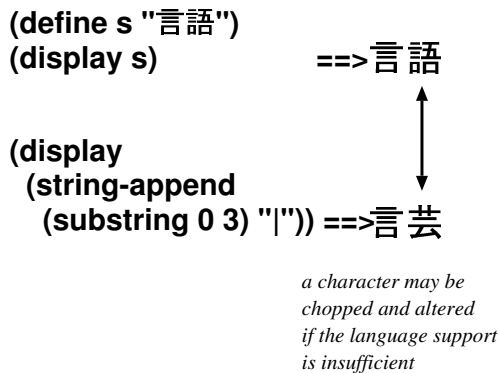 (define s "言語")
(display s) ==>言語
(display
(string-append
(substring 0 3) "|")) ==>言芸
a character may be
chopped and altered
if the language support
is insufficient